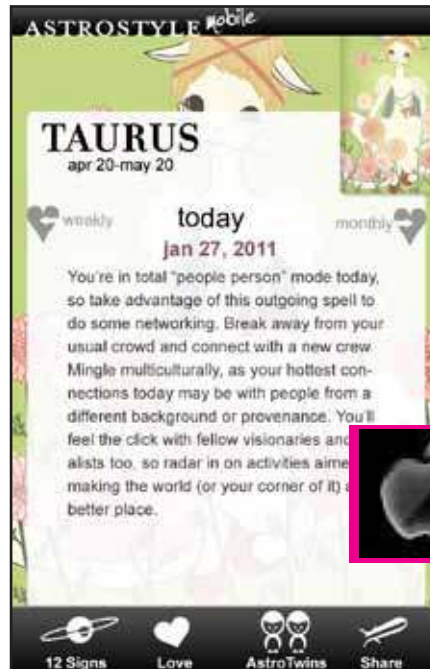 ASTROSTYLE mobile
TAURUS
apr 20-may 20
weekly today monthly
jan 27, 2011
You're in total "people person" mode today,
so take advantage of this outgoing spell to
do some networking. Break away from your
usual crowd and connect with a new crew
Mingle multiculturally, as your hottest con-
nections today may be with people from a
different background or provenance. You'll
feel the click with fellow visionaries and
alists too, so radar in on activities
making the world (or your corner of it)
better place.
12 Signs Love AstroTwins Share